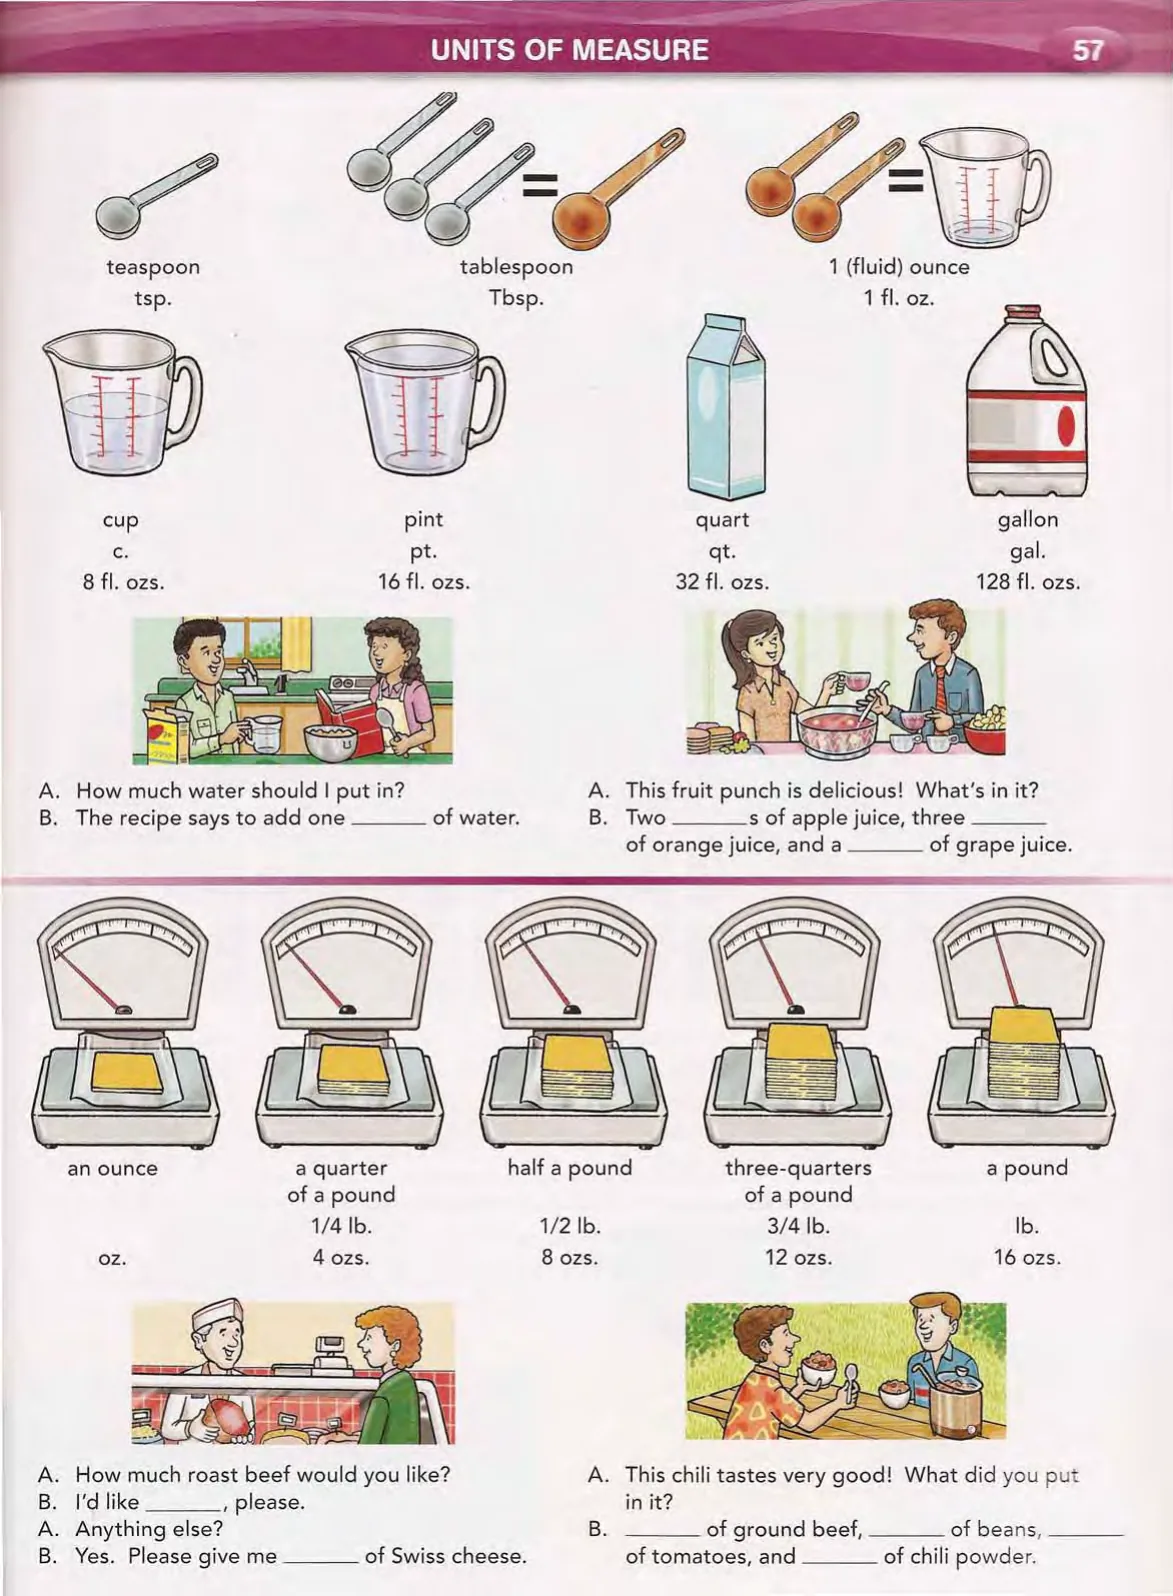 UNITS OF MEASURE
57
teaspoon
tsp.
tablespoon
Tbsp.
1 (fluid) ounce
1 fl. oz.
cup
c.
8 fl. ozs.
pint
pt.
16 fl. ozs.
quart
qt.
32 fl. ozs.
gallon
gal.
128 fl. ozs.
A. How much water should I put in?
B. The recipe says to add one ______ of water.
A. This fruit punch is delicious! What's in it?
B. Two ______s of apple juice, three ______
of orange juice, and a ______ of grape juice.
an ounce
oz.
a quarter
of a pound
1/4 lb.
4 ozs.
half a pound
1/2 lb.
8 ozs.
three-quarters
of a pound
3/4 lb.
12 ozs.
a pound
lb.
16 ozs.
A. How much roast beef would you like?
B. I'd like ______, please.
A. Anything else?
B. Yes. Please give me ______ of Swiss cheese.
A. This chili tastes very good! What did you put
in it?
B. ______ of ground beef, ______ of beans, ______
of tomatoes, and ______ of chili powder.